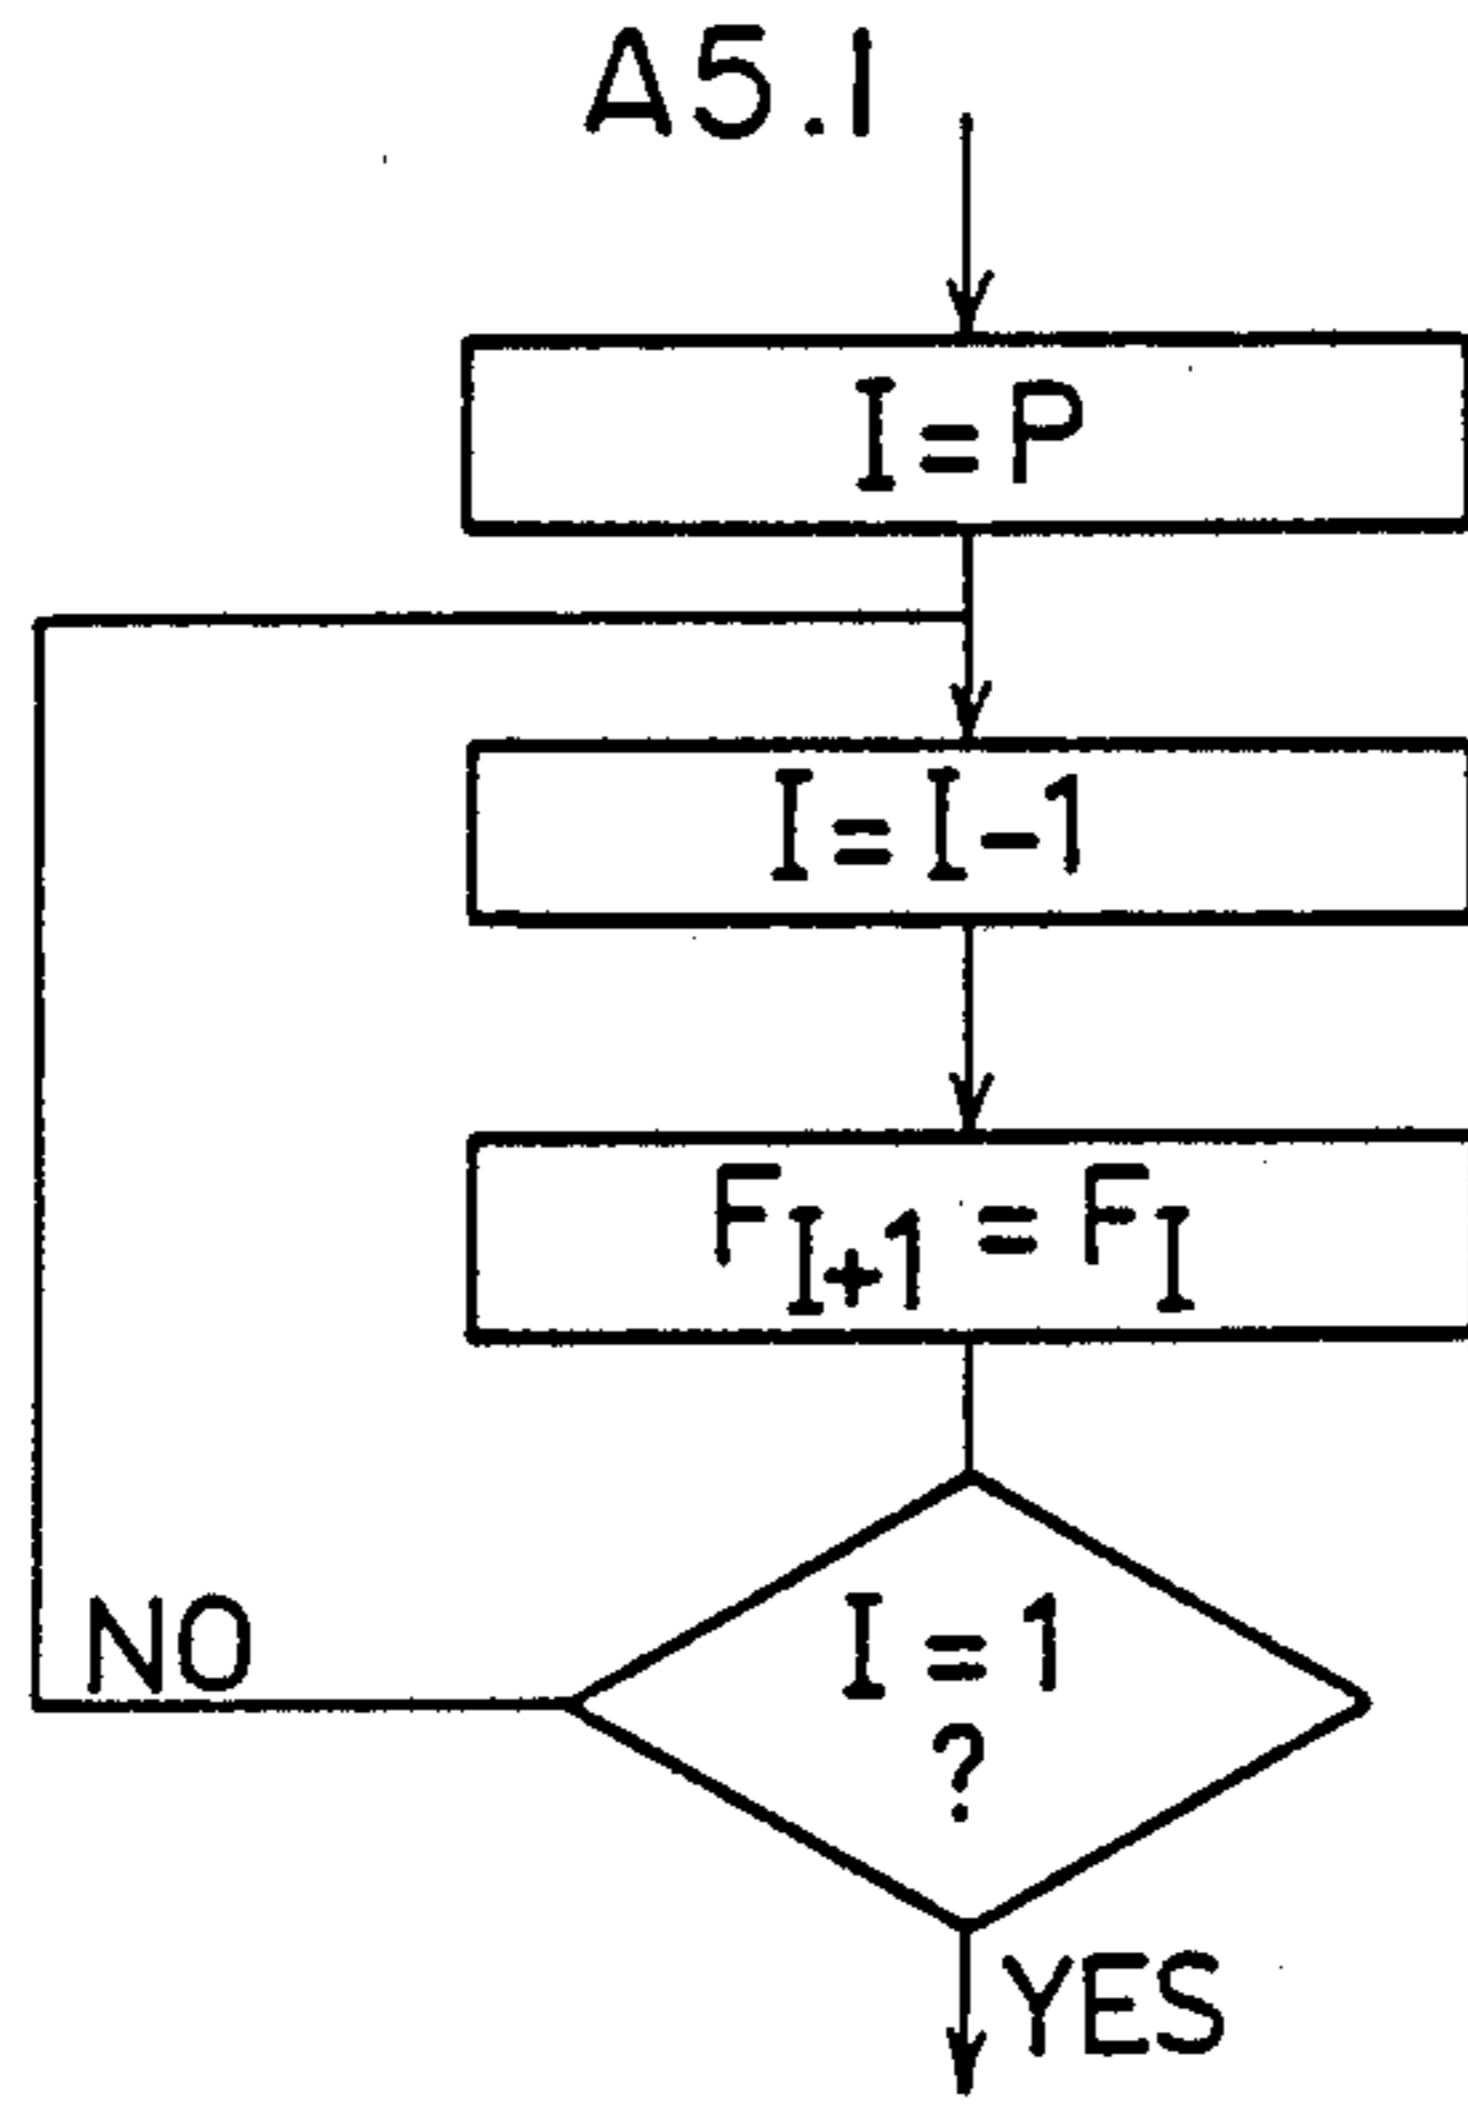 A5.1
I=P
I=I-1
F_{I+1} = F_I
I=1
?
NO
YES